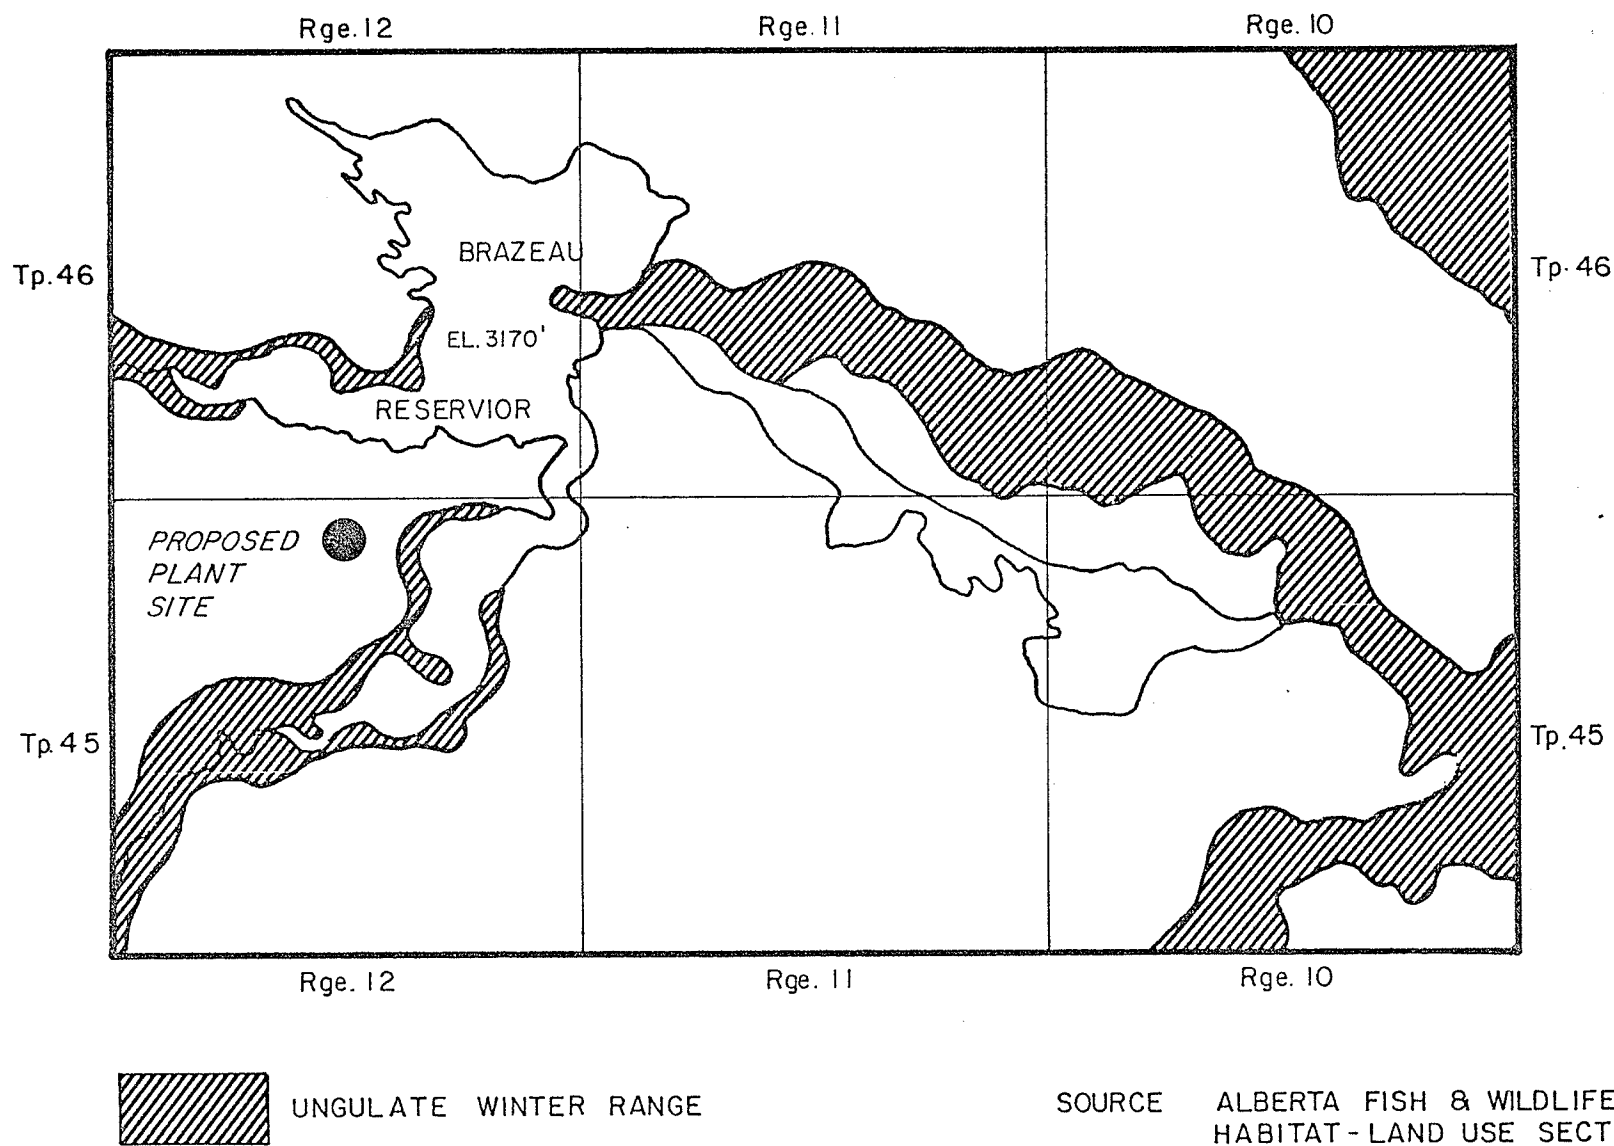 Rge. 12
Rge. 11
Rge. 10
Tp. 46
BRAZEAU
Tp. 46
EL. 3170'
RESERVIOR
PROPOSED
PLANT
SITE
Tp. 45
Tp. 45
Rge. 12
Rge. 11
Rge. 10
UNGULATE WINTER RANGE
SOURCE ALBERTA FISH & WILDLIFE
HABITAT - LAND USE SECT